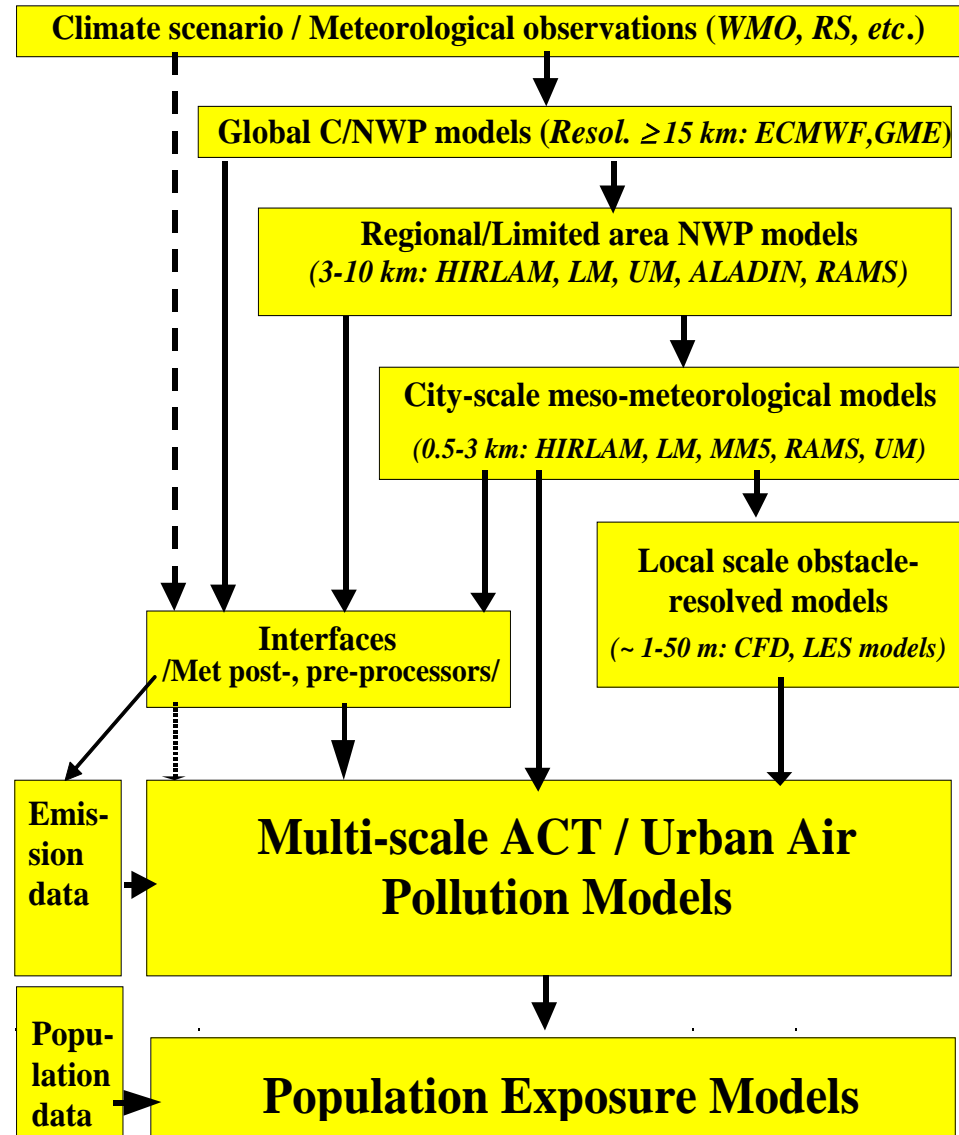 Climate scenario / Meteorological observations (WMO, RS, etc.)
Global C/NWP models (Resol. ≥ 15 km: ECMWF,GME)
Regional/Limited area NWP models
(3-10 km: HIRLAM, LM, UM, ALADIN, RAMS)
City-scale meso-meteorological models
(0.5-3 km: HIRLAM, LM, MM5, RAMS, UM)
Local scale obstacle-
resolved models
(~ 1-50 m: CFD, LES models)
Interfaces
/Met post-, pre-processors/
Emis-
sion
data
Multi-scale ACT / Urban Air
Pollution Models
Popu-
lation
data
Population Exposure Models